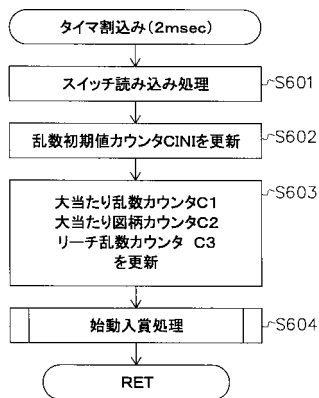 タイマ割込み(2msec)
スイッチ読み込み処理
S601
乱数初期値カウンタCINIを更新
S602
大当たり乱数カウンタC1
大当たり図柄カウンタC2
リーチ乱数カウンタ C3
を更新
S603
始動入賞処理
S604
RET